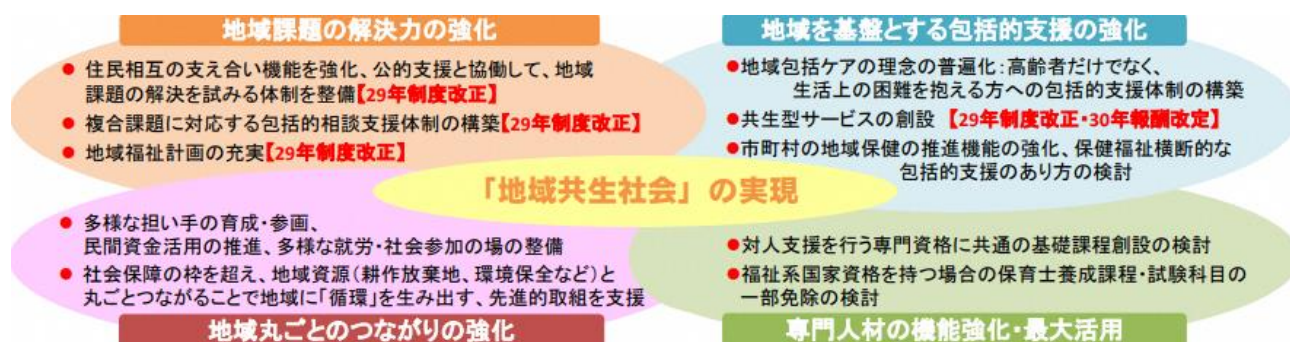 地域課題の解決力の強化
● 住民相互の支え合い機能を強化、公的支援と協働して、地域
課題の解決を試みる体制を整備【29年制度改正】
● 複合課題に対応する包括的相談支援体制の構築【29年制度改正】
● 地域福祉計画の充実【29年制度改正】
地域を基盤とする包括的支援の強化
●地域包括ケアの理念の普遍化：高齢者だけでなく、
生活上の困難を抱える方への包括的支援体制の構築
●共生型サービスの創設 【29年制度改正・30年報酬改定】
●市町村の地域保健の推進機能の強化、保健福祉横断的な
包括的支援のあり方の検討
「地域共生社会」の実現
● 多様な担い手の育成・参画、
民間資金活用の推進、多様な就労・社会参加の場の整備
● 社会保障の枠を超え、地域資源（耕作放棄地、環境保全など）と
丸ごとつながることで地域に「循環」を生み出す、先進的取組を支援
地域丸ごとのつながりの強化
●対人支援を行う専門資格に共通の基礎課程創設の検討
●福祉系国家資格を持つ場合の保育士養成課程・試験科目の
一部免除の検討
専門人材の機能強化・最大活用